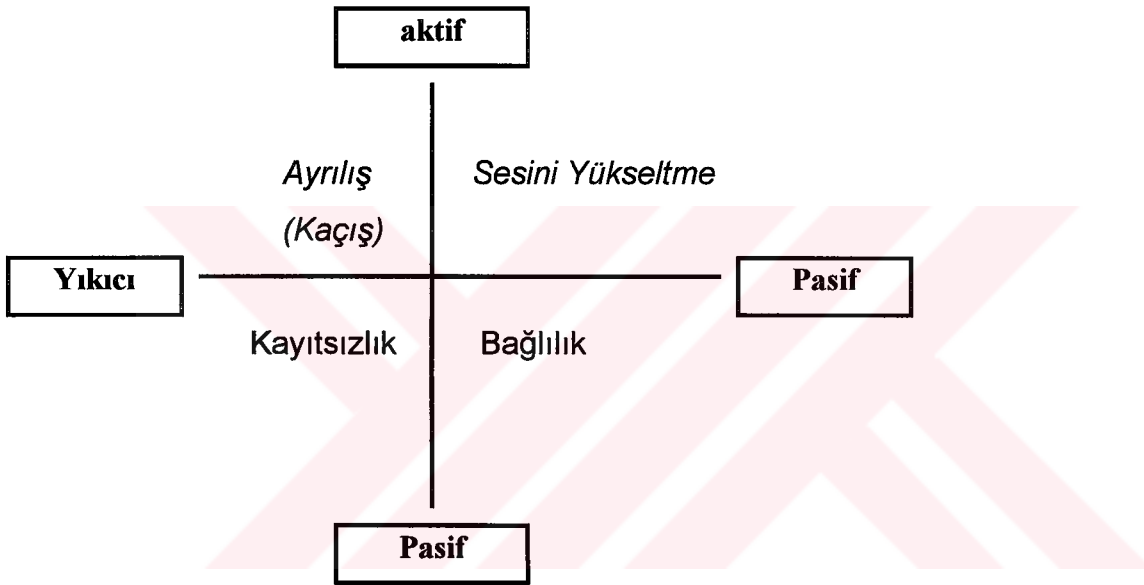 aktif
Ayrılış
(Kaçış)
Sesini Yükseltme
Yıkıcı
Pasif
Kayıtsızlık
Bağlılık
Pasif